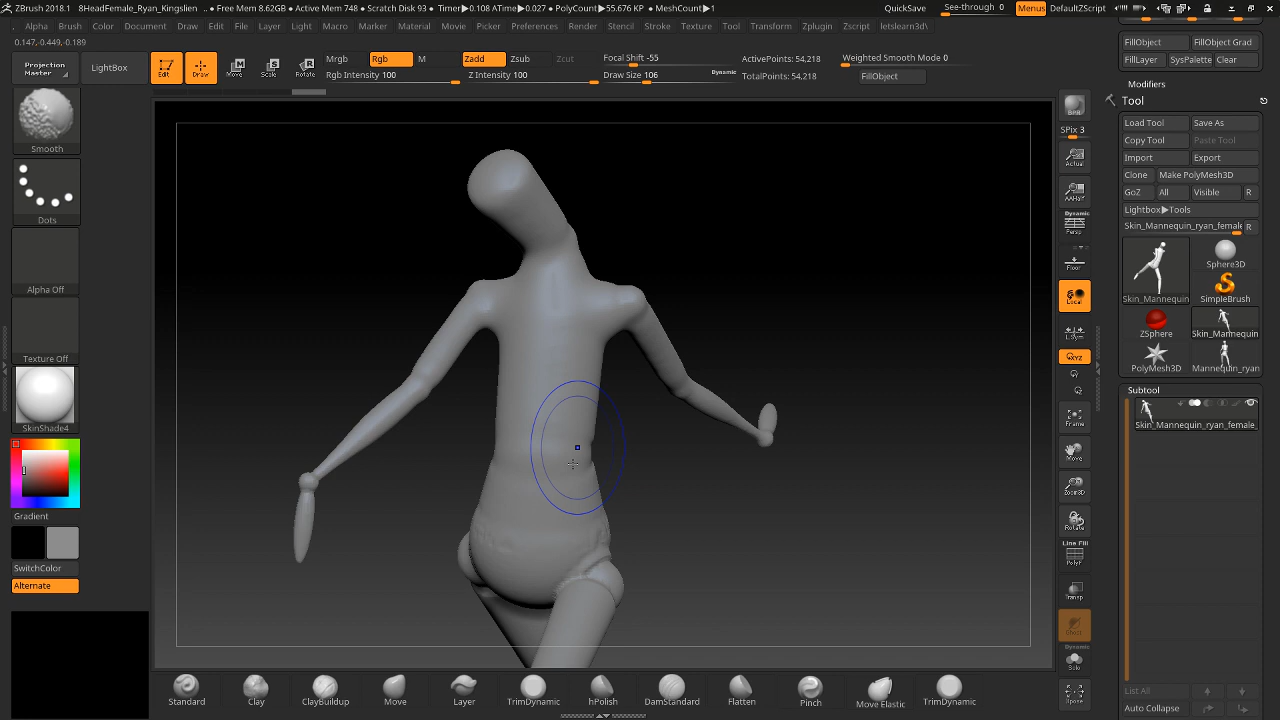 ZBrush 2018.1 8HeadFemale_Ryan_Kingslien ● Free Mem 8.62GB ● Active Mem 748 ● Scratch Disk 93 ● Timer▶0.108 ATime▶0.027 ● PolyCount▶55.676 KP ● MeshCount▶1
QuickSave See-through 0 Menus DefaultZScript
Alpha Brush Color Document Draw Edit File Layer Light Macro Marker Material Movie Picker Preferences Render Stencil Stroke Texture Tool Transform Zplugin Zscript letslearn3d\
0.147,-0.449,-0.189
Projection Master
LightBox
Edit Draw Move Scale Rotate
Mrgb Rgb M Zadd Zsub Zcut
Rgb Intensity 100 Z Intensity 100
Focal Shift -55
Draw Size 106 Dynamic
ActivePoints: 54,218
TotalPoints: 54,218
Weighted Smooth Mode 0
FillObject
FillObject FillObject Grad
FillLayer SysPalette Clear
Modifiers
Tool
Load Tool Save As
Copy Tool Paste Tool
Import Export
Clone Make PolyMesh3D
GoZ All Visible R
Lightbox▶Tools
Skin_Mannequin_ryan_female_ R
Skin_Mannequin Sphere3D
SimpleBrush
ZSphere Skin_Mannequin
PolyMesh3D Mannequin_ryan
Subtool
Skin_Mannequin_ryan_female_
List All
Auto Collapse
Smooth
Dots
Alpha Off
Texture Off
SkinShade4
Gradient
SwitchColor
Alternate
BPR
SPix 3
Actual
AAHalf
Dynamic
Persp
Floor
Local
L.Sym
XYZ
Frame
Move
Zoom3D
Rotate
Line Fill
PolyF
Transp
Ghost
Dynamic
Solo
Xpose
Standard Clay ClayBuildup Move Layer TrimDynamic hPolish DamStandard Flatten Pinch Move Elastic TrimDynamic